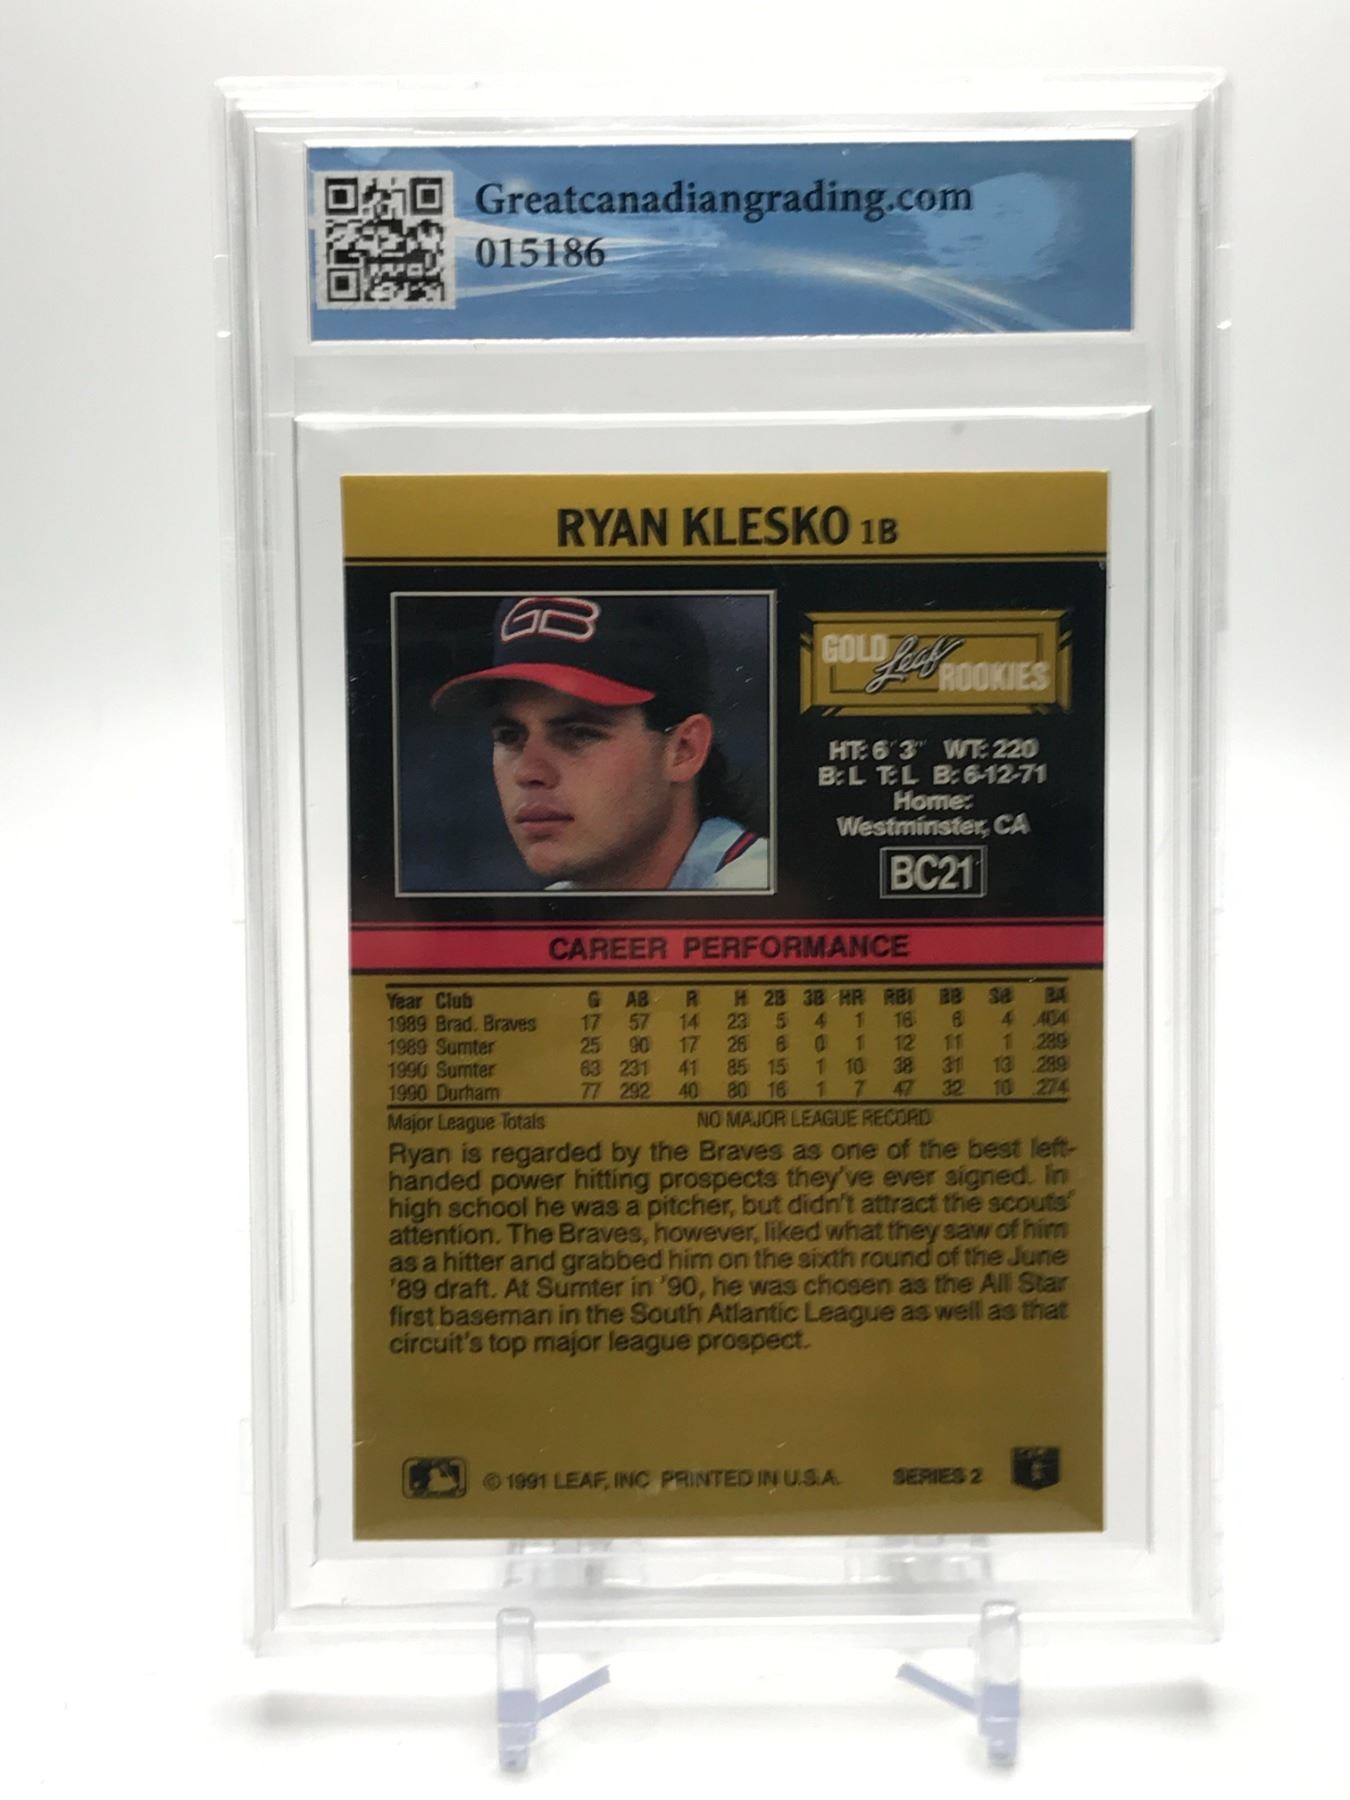 Greatcanadiangrading.com
015186
RYAN KLESKO 1B
GB
GOLD Leaf ROOKIES
HT: 6' 3" WT: 220
B: L T: L B: 6-12-71
Home:
Westminster, CA
BC21
CAREER PERFORMANCE
Year Club G AB R H 2B 3B HR RBI BB SB BA
1989 Brad. Braves 17 57 14 23 5 4 1 16 6 4 .404
1989 Sumter 25 90 17 26 6 0 1 12 11 1 .289
1990 Sumter 63 231 41 85 15 1 10 38 31 13 .289
1990 Durham 77 292 40 80 16 1 7 47 32 10 .274
Major League Totals NO MAJOR LEAGUE RECORD
Ryan is regarded by the Braves as one of the best left-
handed power hitting prospects they've ever signed. In
high school he was a pitcher, but didn't attract the scouts'
attention. The Braves, however, liked what they saw of him
as a hitter and grabbed him on the sixth round of the June
'89 draft. At Sumter in '90, he was chosen as the All Star
first baseman in the South Atlantic League as well as that
circuit's top major league prospect.
© 1991 LEAF, INC. PRINTED IN U.S.A. SERIES 2